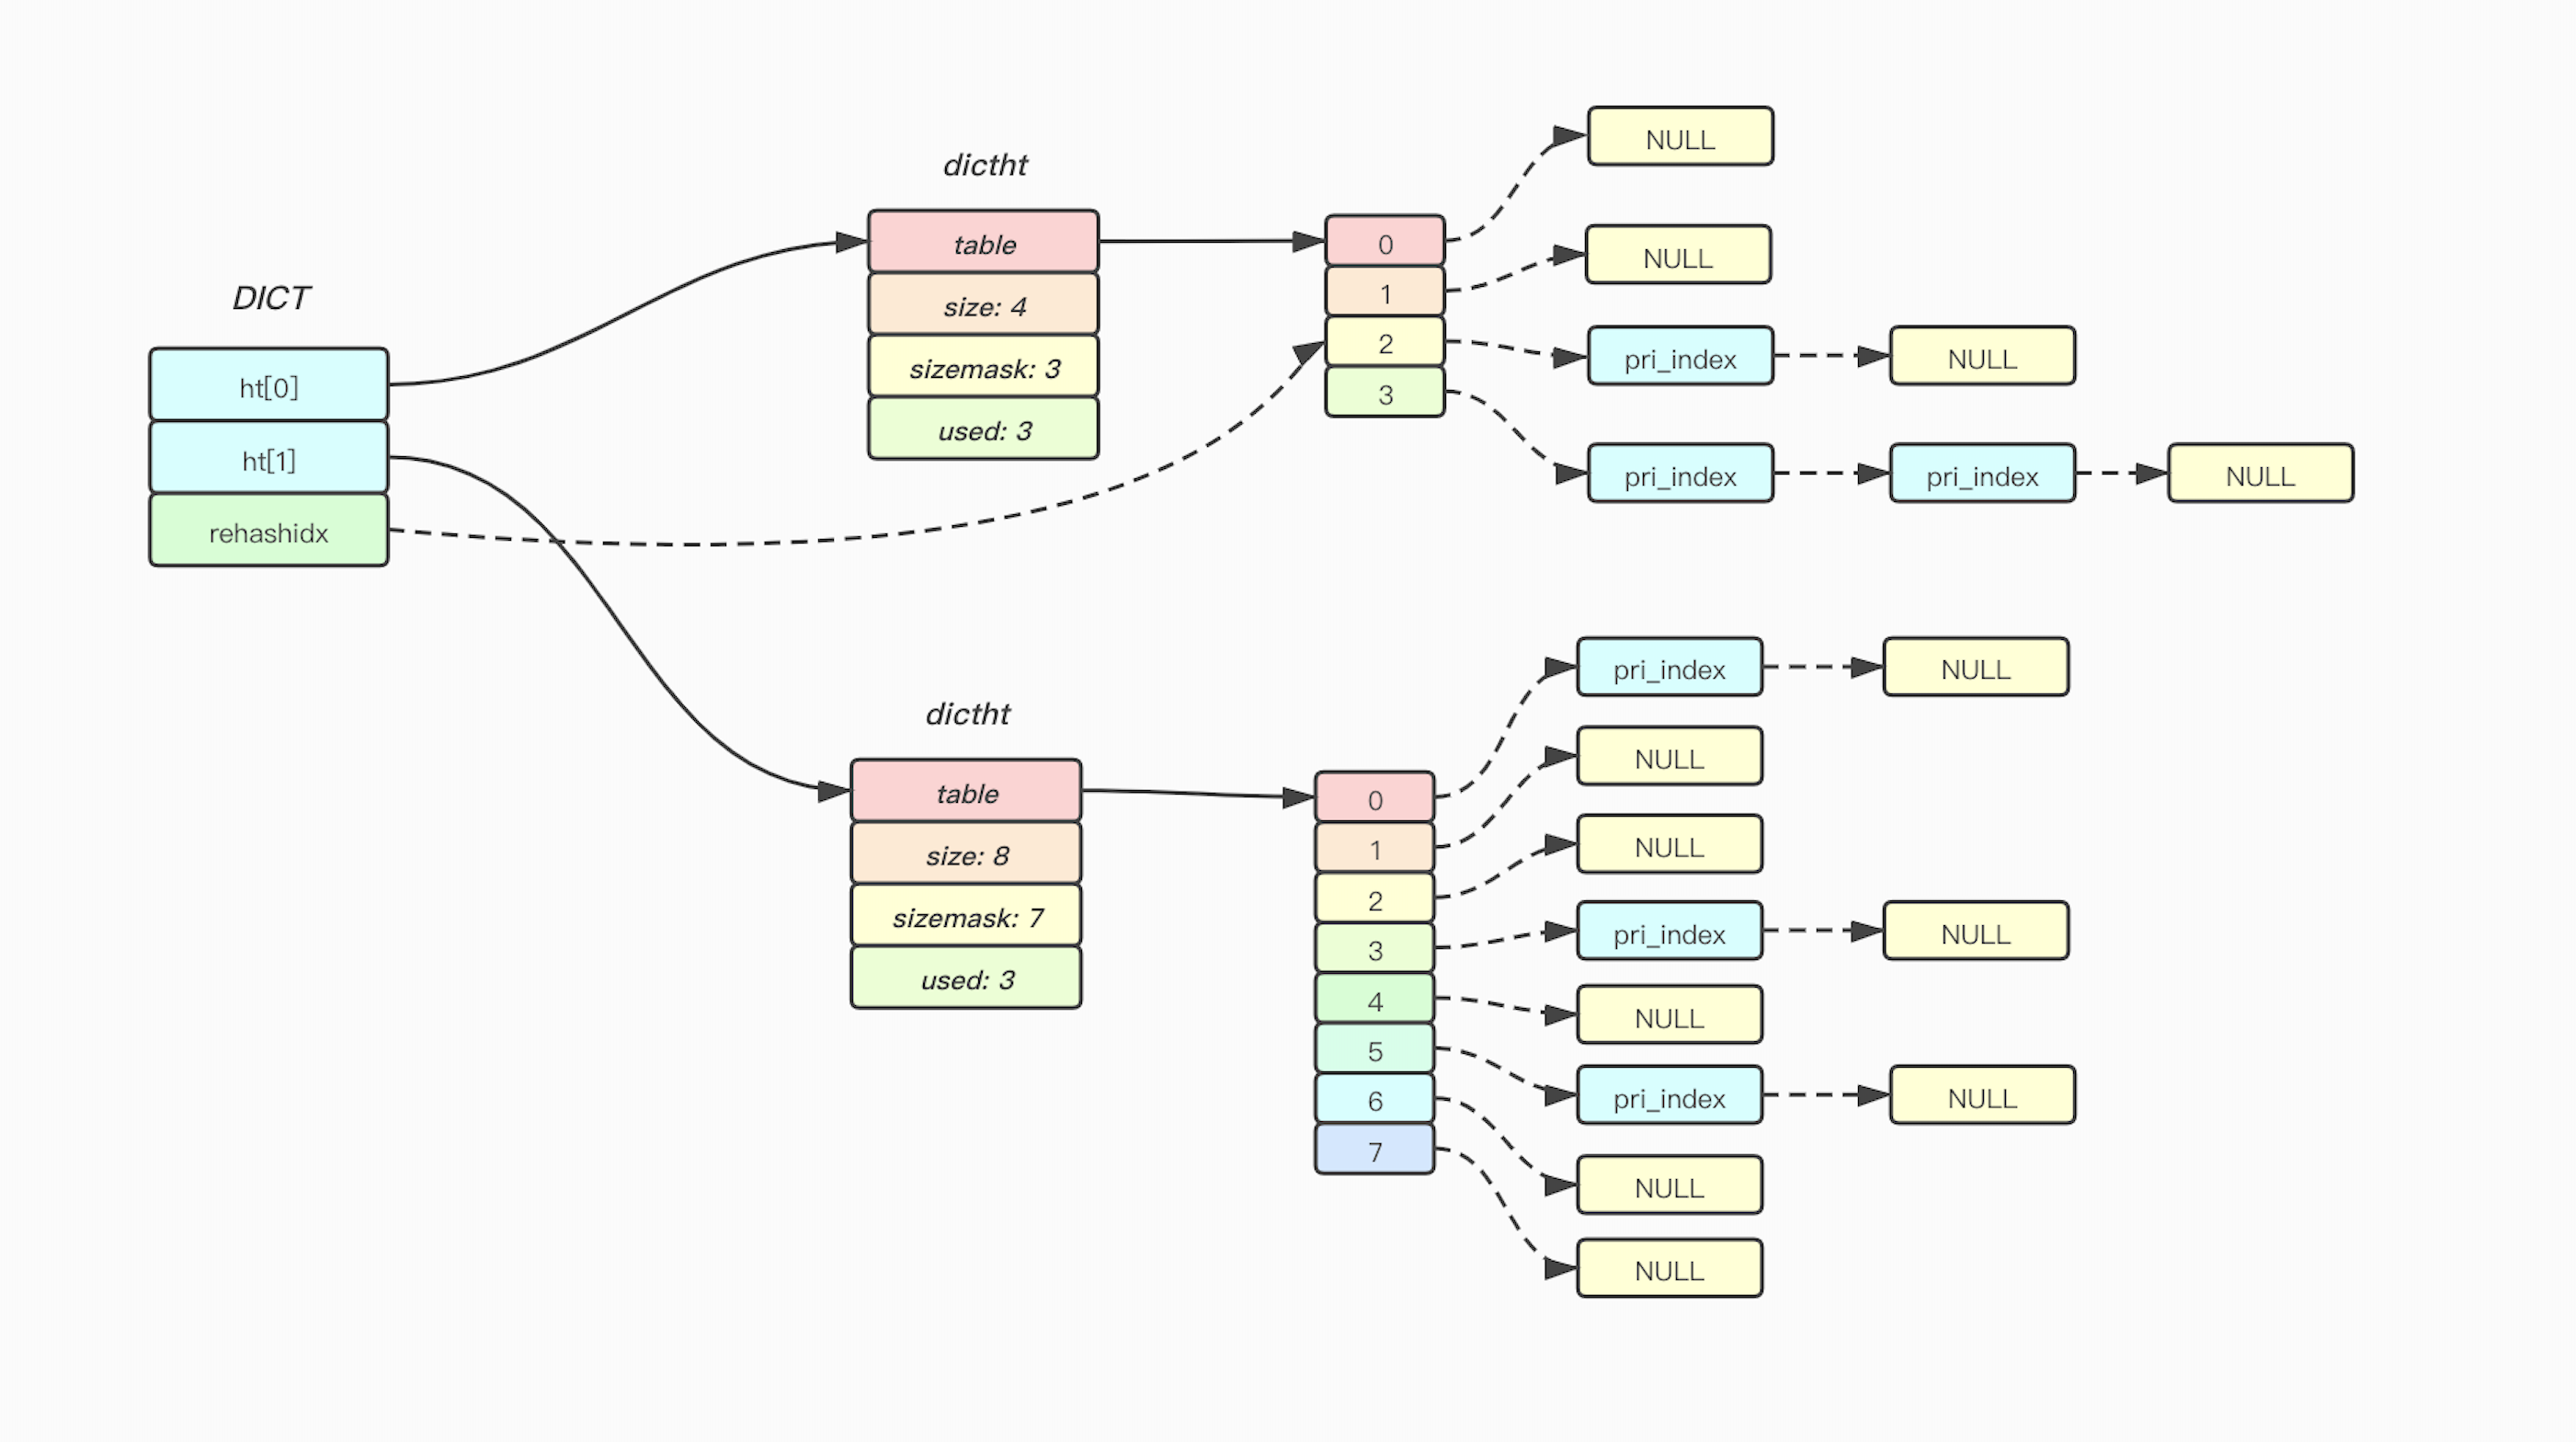 DICT
ht[0]
ht[1]
rehashidx
dictht
table
size: 4
sizemask: 3
used: 3
0
1
2
3
NULL
NULL
pri_index
NULL
pri_index
pri_index
NULL
dictht
table
size: 8
sizemask: 7
used: 3
0
1
2
3
4
5
6
7
pri_index
NULL
NULL
NULL
pri_index
NULL
NULL
pri_index
NULL
NULL
NULL